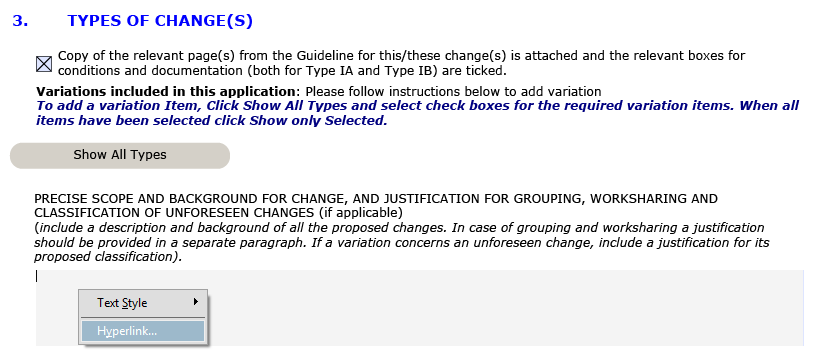 3. TYPES OF CHANGE(S)
Copy of the relevant page(s) from the Guideline for this/these change(s) is attached and the relevant boxes for
conditions and documentation (both for Type IA and Type IB) are ticked.
Variations included in this application: Please follow instructions below to add variation
To add a variation Item, Click Show All Types and select check boxes for the required variation items. When all
items have been selected click Show only Selected.
Show All Types
PRECISE SCOPE AND BACKGROUND FOR CHANGE, AND JUSTIFICATION FOR GROUPING, WORKSHARING AND
CLASSIFICATION OF UNFORESEEN CHANGES (if applicable)
(include a description and background of all the proposed changes. In case of grouping and worksharing a justification
should be provided in a separate paragraph. If a variation concerns an unforeseen change, include a justification for its
proposed classification).
Text Style
Hyperlink...